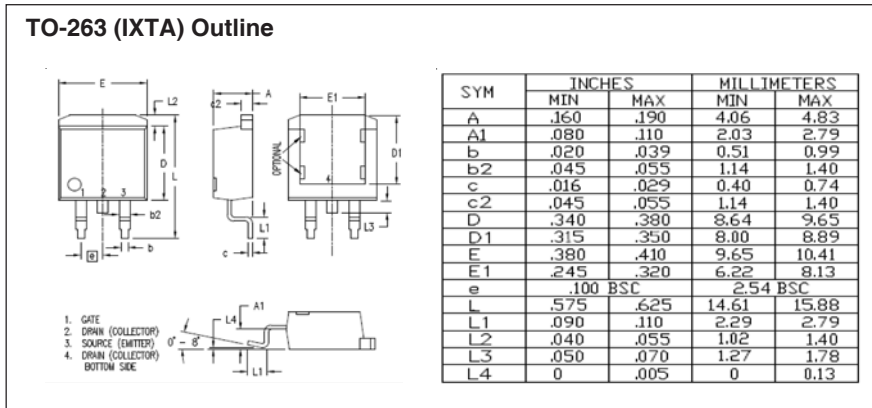 TO-263 (IXTA) Outline
E
L2
D
L
1 2 3
b2
b
e
c2
A
L1
c
E1
OPTIONAL
4
D1
L3
A1
L4
0° - 8°
L1
1. GATE
2. DRAIN (COLLECTOR)
3. SOURCE (EMITTER)
4. DRAIN (COLLECTOR)
BOTTOM SIDE
SYM INCHES MILLIMETERS
MIN MAX MIN MAX
A .160 .190 4.06 4.83
A1 .080 .110 2.03 2.79
b .020 .039 0.51 0.99
b2 .045 .055 1.14 1.40
c .016 .029 0.40 0.74
c2 .045 .055 1.14 1.40
D .340 .380 8.64 9.65
D1 .315 .350 8.00 8.89
E .380 .410 9.65 10.41
E1 .245 .320 6.22 8.13
e .100 BSC 2.54 BSC
L .575 .625 14.61 15.88
L1 .090 .110 2.29 2.79
L2 .040 .055 1.02 1.40
L3 .050 .070 1.27 1.78
L4 0 .005 0 0.13